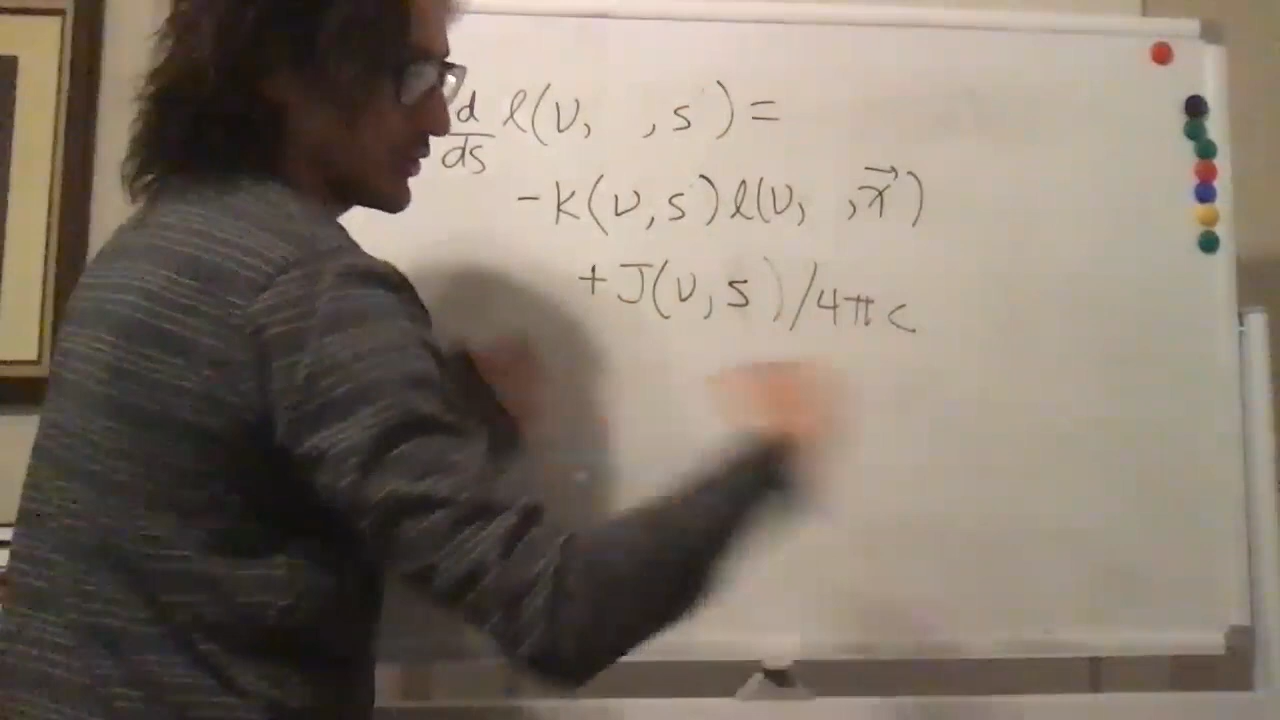 d/ds ℓ(ν, , s) =
-K(ν,s) ℓ(ν, , x⃗)
+ J(ν, s )/4πc